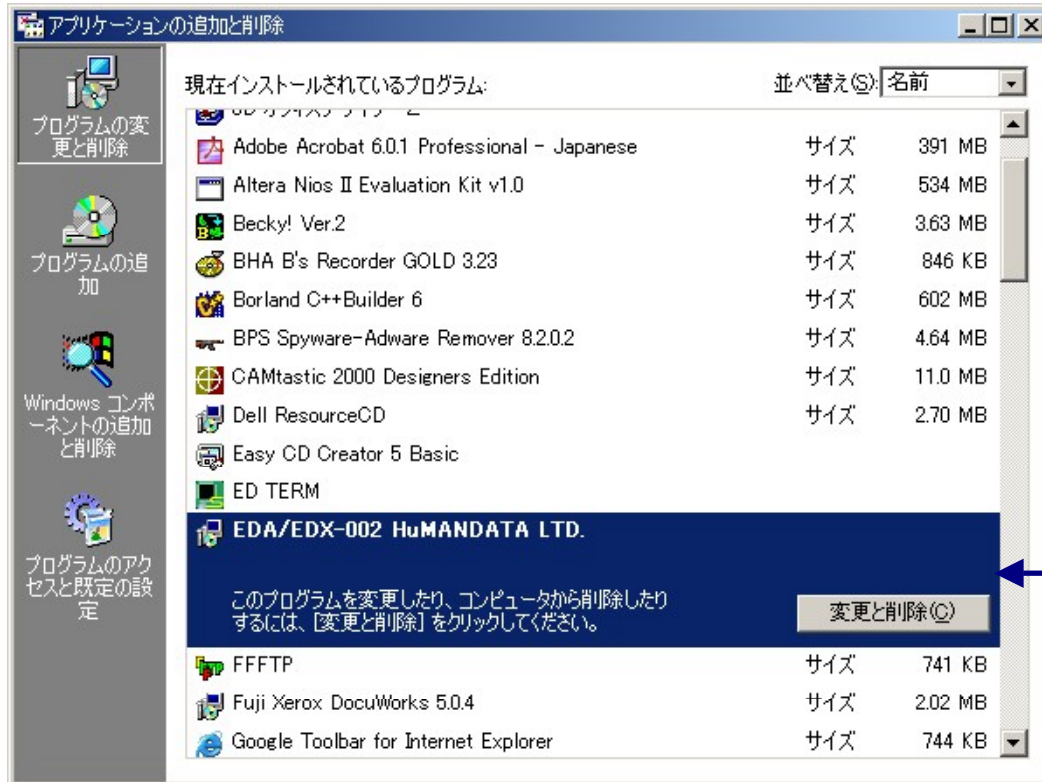 アプリケーションの追加と削除
プログラムの変
更と削除
プログラムの追
加
Windows コンポ
ーネントの追加
と削除
プログラムのアク
セスと既定の設
定
現在インストールされているプログラム:
並べ替え(S): 名前
Adobe Acrobat 6.0.1 Professional - Japanese サイズ 391 MB
Altera Nios II Evaluation Kit v1.0 サイズ 534 MB
Becky! Ver.2 サイズ 3.63 MB
BHA B's Recorder GOLD 3.23 サイズ 846 KB
Borland C++Builder 6 サイズ 602 MB
BPS Spyware-Adware Remover 8.2.0.2 サイズ 4.64 MB
CAMtastic 2000 Designers Edition サイズ 11.0 MB
Dell ResourceCD サイズ 2.70 MB
Easy CD Creator 5 Basic
ED TERM
EDA/EDX-002 HuMANDATA LTD.
このプログラムを変更したり、コンピュータから削除したり
するには、[変更と削除] をクリックしてください。
変更と削除(C)
FFFTP サイズ 741 KB
Fuji Xerox DocuWorks 5.0.4 サイズ 2.02 MB
Google Toolbar for Internet Explorer サイズ 744 KB